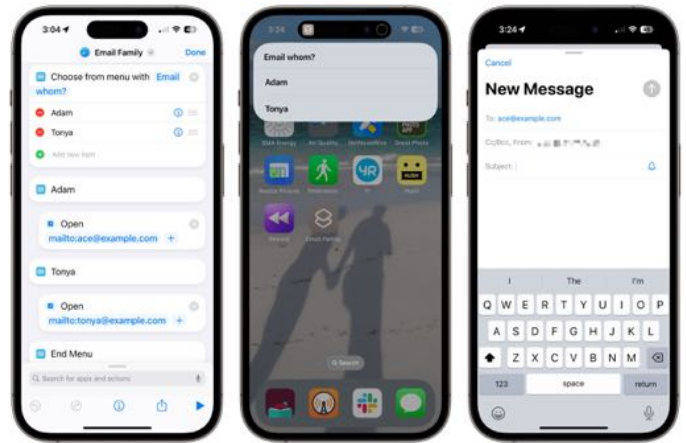 3:04
Email Family
Done
Choose from menu with Email
whom?
Adam
Tonya
Add new item
Adam
Open
mailto:ace@example.com +
Tonya
Open
mailto:tonya@example.com +
End Menu
Search for apps and actions
3:24
Email whom?
Adam
Tonya
Air Quality
YR
Email Family
Search
3:24
Cancel
New Message
To: ace@example.com
Cc/Bcc, From:
Subject:
I The I'm
Q W E R T Y U I O P
A S D F G H J K L
Z X C V B N M
123 space return